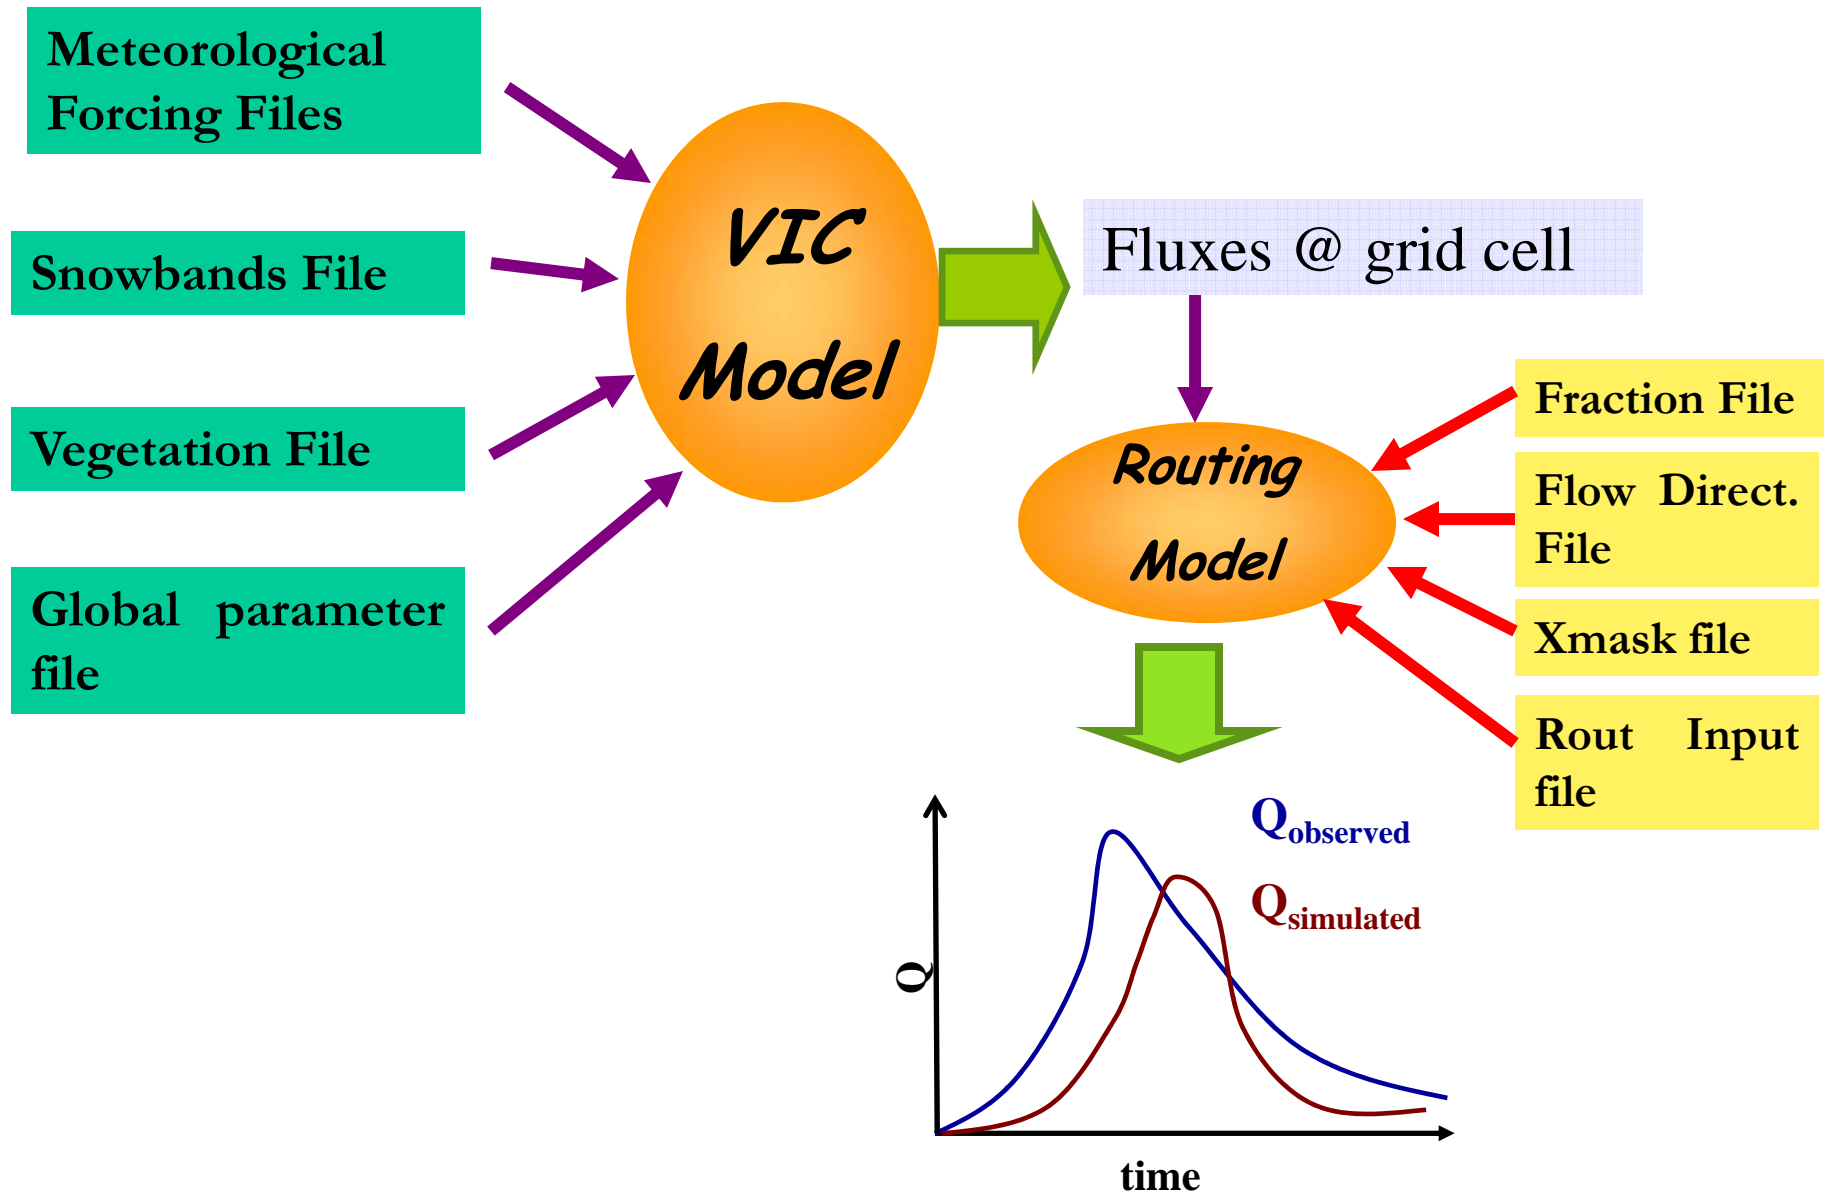 Meteorological
Forcing Files
Snowbands File
Vegetation File
Global parameter
file
VIC
Model
Fluxes @ grid cell
Routing
Model
Fraction File
Flow Direct.
File
Xmask file
Rout Input
file
Qobserved
Qsimulated
Q
time